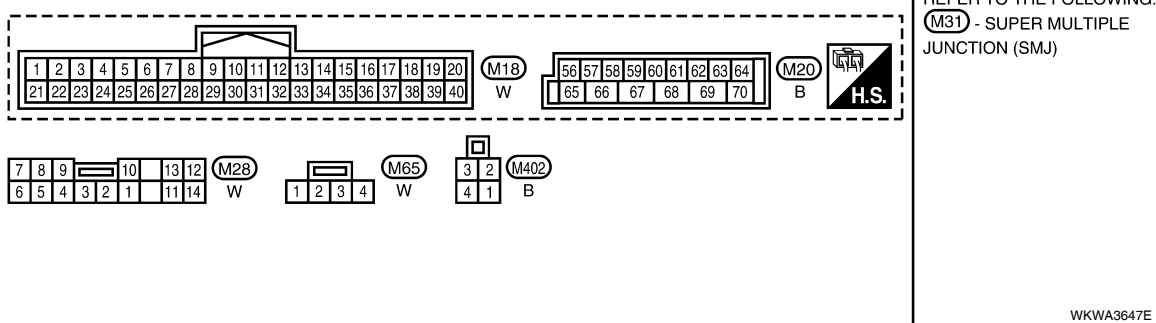 REFER TO THE FOLLOWING.
M31 - SUPER MULTIPLE
JUNCTION (SMJ)
1 2 3 4 5 6 7 8 9 10 11 12 13 14 15 16 17 18 19 20
21 22 23 24 25 26 27 28 29 30 31 32 33 34 35 36 37 38 39 40
M18
W
56 57 58 59 60 61 62 63 64
65 66 67 68 69 70
M20
B
H.S.
7 8 9 10 13 12
6 5 4 3 2 1 11 14
M28
W
1 2 3 4
M65
W
3 2
4 1
M402
B
WKWA3647E